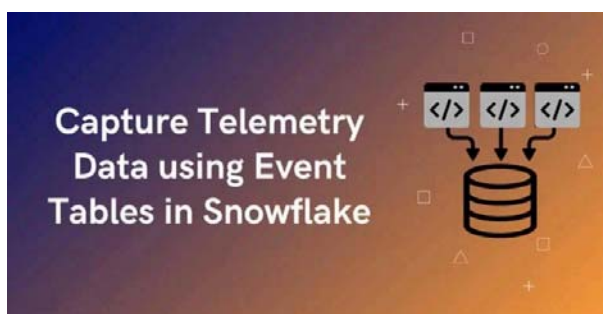 Capture Telemetry
Data using Event
Tables in Snowflake
</> </> </>